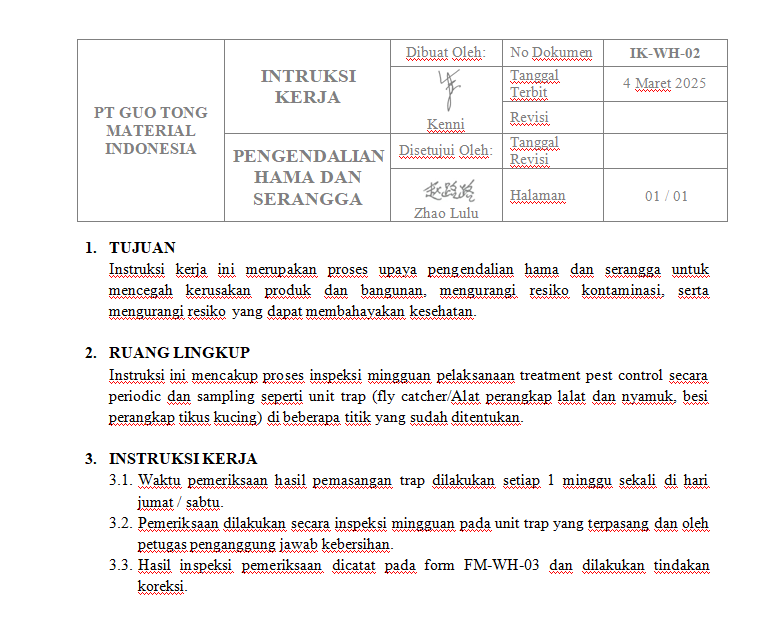 PT GUO TONG
MATERIAL
INDONESIA
INTRUKSI
KERJA
PENGENDALIAN
HAMA DAN
SERANGGA
Dibuat Oleh:
Kenni
Disetujui Oleh:
Zhao Lulu
No Dokumen
IK-WH-02
Tanggal
Terbit
4 Maret 2025
Revisi
Tanggal
Revisi
Halaman
01 / 01
1. TUJUAN
Instruksi kerja ini merupakan proses upaya pengendalian hama dan serangga untuk
mencegah kerusakan produk dan bangunan, mengurangi resiko kontaminasi, serta
mengurangi resiko yang dapat membahayakan kesehatan.
2. RUANG LINGKUP
Instruksi ini mencakup proses inspeksi mingguan pelaksanaan treatment pest control secara
periodic dan sampling seperti unit trap (fly catcher/Alat perangkap lalat dan nyamuk, besi
perangkap tikus kucing) di beberapa titik yang sudah ditentukan.
3. INSTRUKSI KERJA
3.1. Waktu pemeriksaan hasil pemasangan trap dilakukan setiap 1 minggu sekali di hari
jumat / sabtu.
3.2. Pemeriksaan dilakukan secara inspeksi mingguan pada unit trap yang terpasang dan oleh
petugas penganggung jawab kebersihan.
3.3. Hasil inspeksi pemeriksaan dicatat pada form FM-WH-03 dan dilakukan tindakan
koreksi.